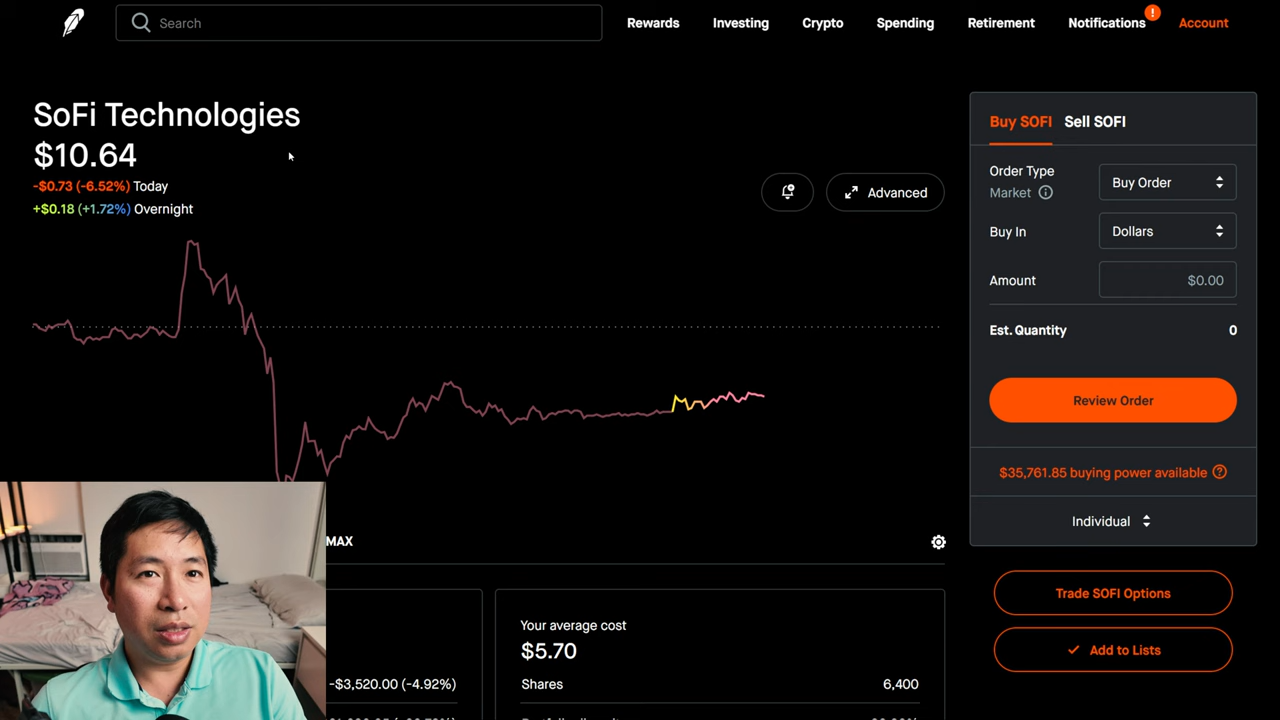 Search
Rewards
Investing
Crypto
Spending
Retirement
Notifications
!
Account
SoFi Technologies
$10.64
-$0.73 (-6.52%) Today
+$0.18 (+1.72%) Overnight
Advanced
MAX
-$3,520.00 (-4.92%)
Your average cost
$5.70
Shares 6,400
Buy SOFI Sell SOFI
Order Type
Market
Buy Order
Buy In Dollars
Amount $0.00
Est. Quantity 0
Review Order
$35,761.85 buying power available
Individual
Trade SOFI Options
Add to Lists